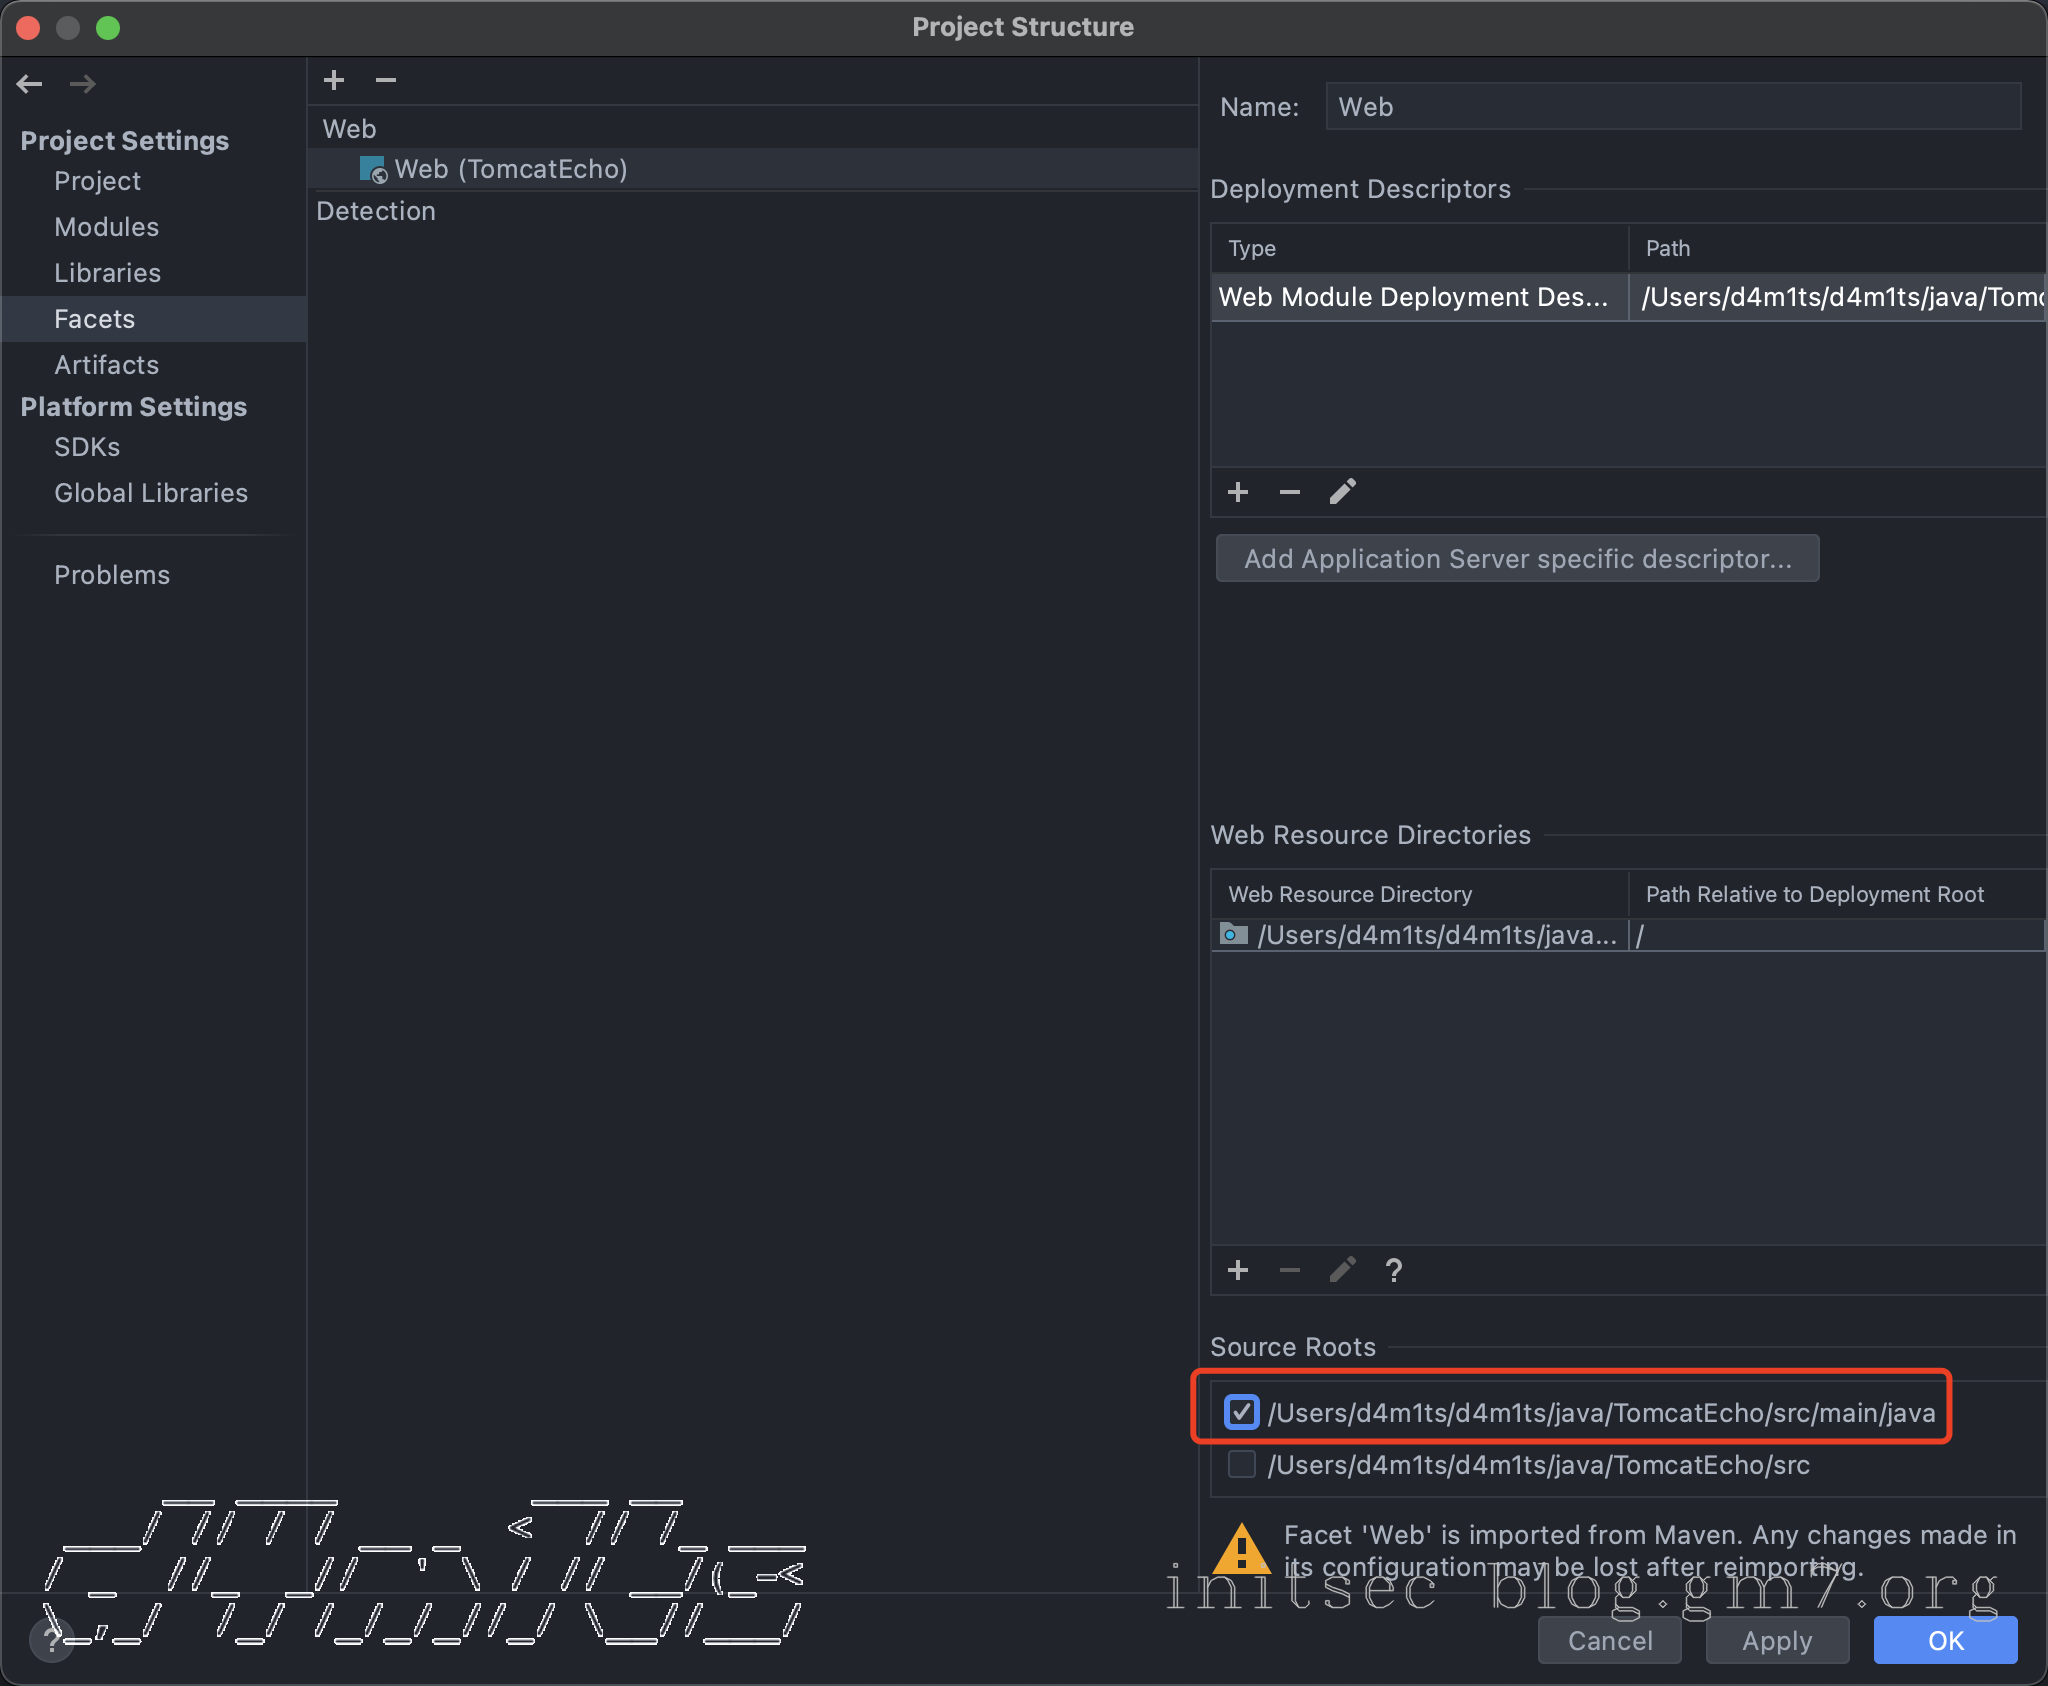 Project Structure
Project Settings
Project
Modules
Libraries
Facets
Artifacts
Platform Settings
SDKs
Global Libraries
Problems
Web
Web (TomcatEcho)
Detection
Name: Web
Deployment Descriptors
Type Path
Web Module Deployment Des... /Users/d4m1ts/d4m1ts/java/Tomc
Add Application Server specific descriptor...
Web Resource Directories
Web Resource Directory Path Relative to Deployment Root
/Users/d4m1ts/d4m1ts/java... /
?
Source Roots
/Users/d4m1ts/d4m1ts/java/TomcatEcho/src/main/java
/Users/d4m1ts/d4m1ts/java/TomcatEcho/src
Facet 'Web' is imported from Maven. Any changes made in
its configuration may be lost after reimporting.
initsec blog.gm7.org
?
Cancel Apply OK